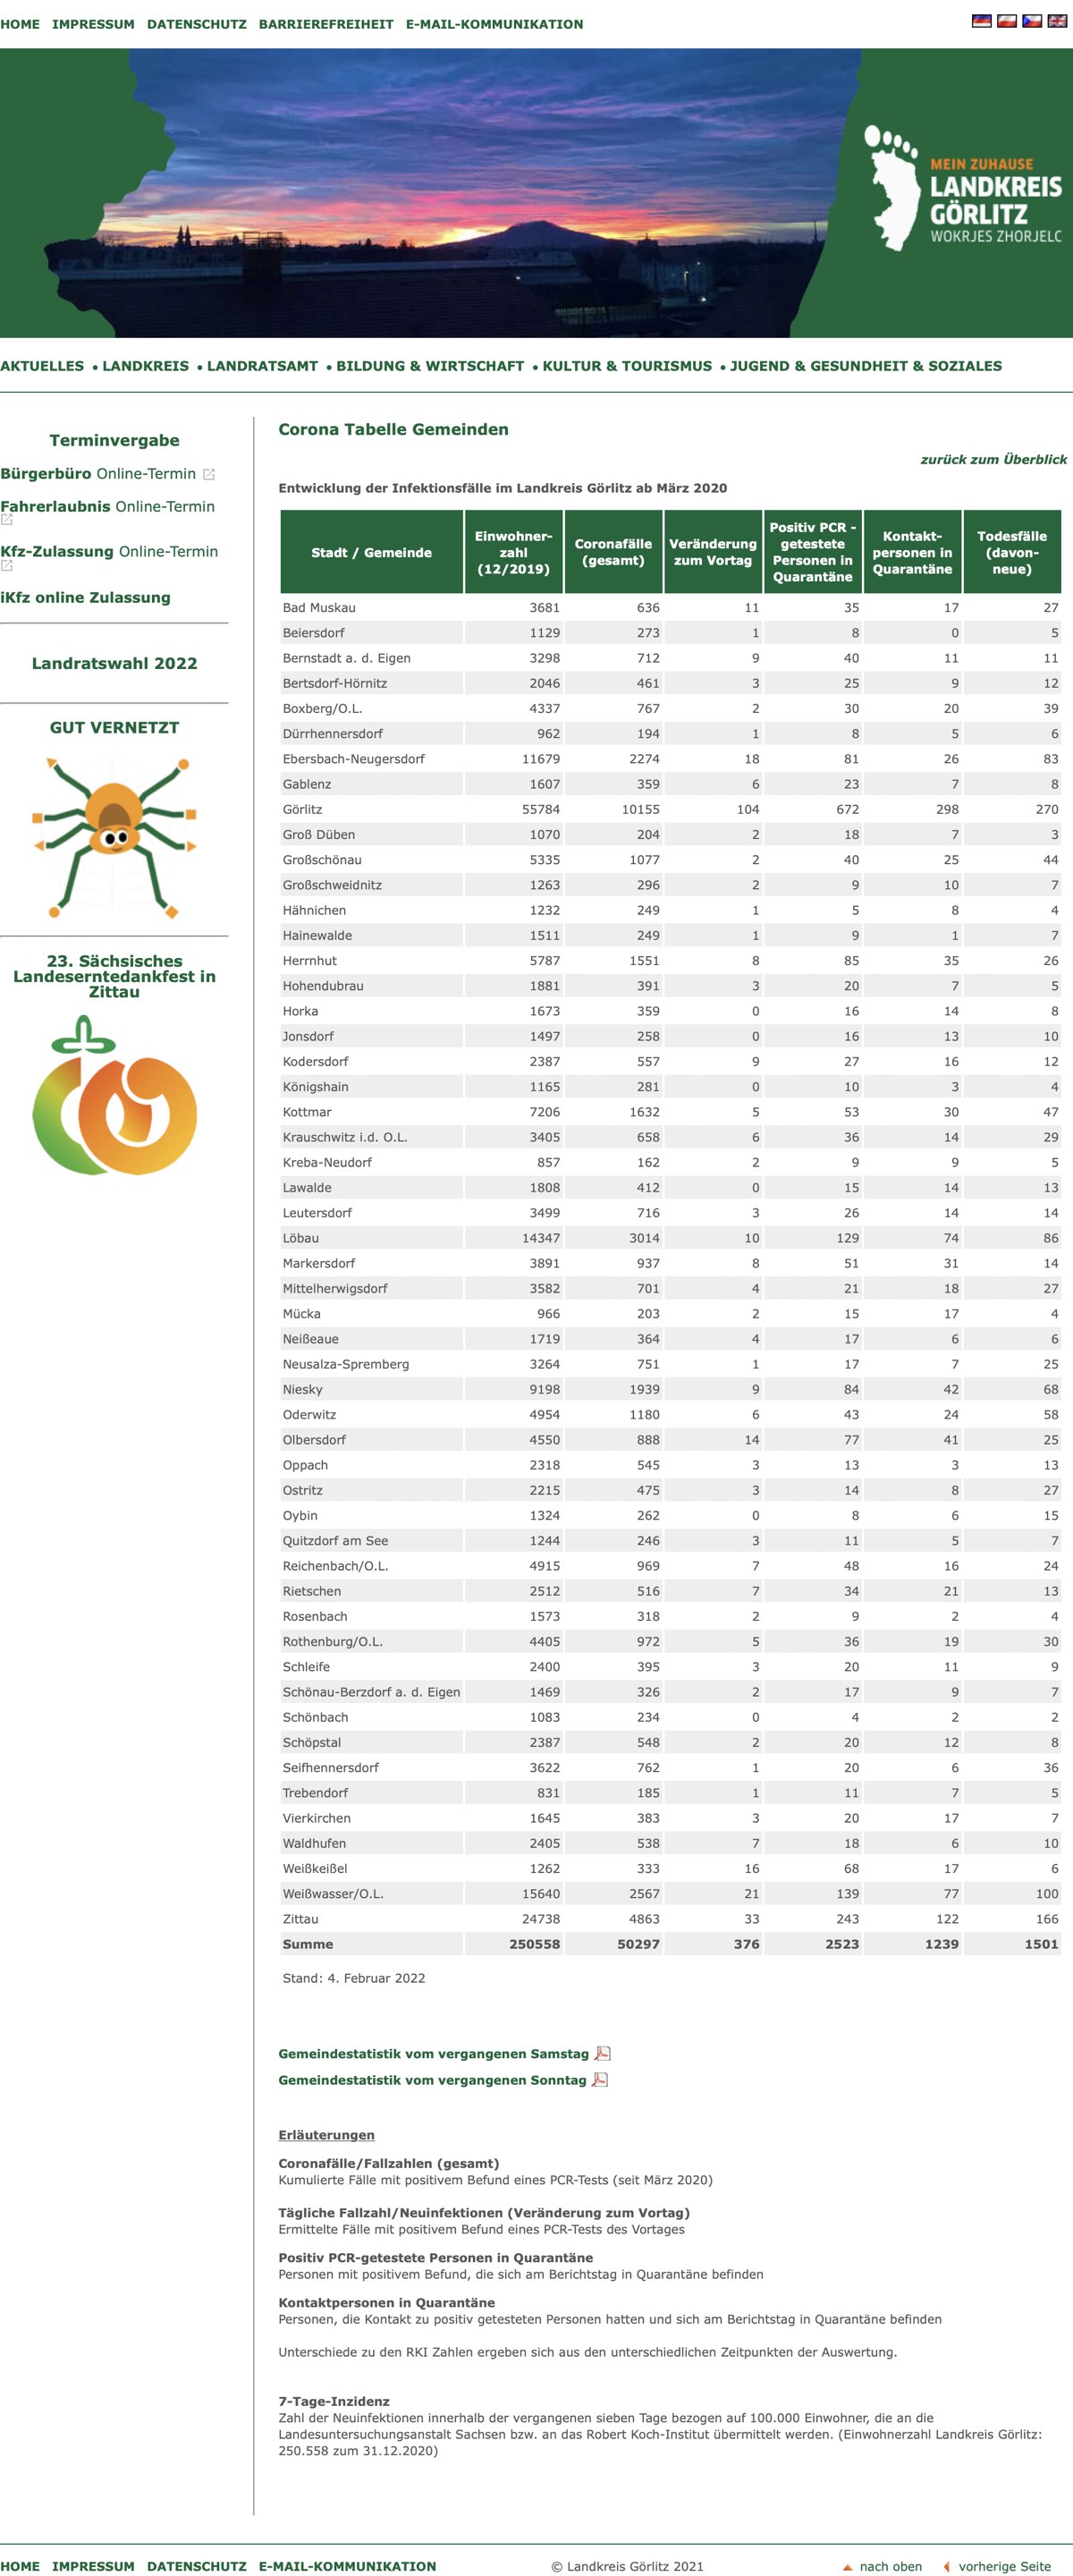 HOME IMPRESSUM DATENSCHUTZ BARRIEREFREIHEIT E-MAIL-KOMMUNIKATION
MEIN ZUHAUSE
LANDKREIS
GÖRLITZ
WOKRJES ZHORJELC
AKTUELLES • LANDKREIS • LANDRATSAMT • BILDUNG & WIRTSCHAFT • KULTUR & TOURISMUS • JUGEND & GESUNDHEIT & SOZIALES
Terminvergabe
Bürgerbüro Online-Termin
Fahrerlaubnis Online-Termin
Kfz-Zulassung Online-Termin
iKfz online Zulassung
Landratswahl 2022
GUT VERNETZT
23. Sächsisches
Landeserntedankfest in
Zittau
Corona Tabelle Gemeinden
zurück zum Überblick
Entwicklung der Infektionsfälle im Landkreis Görlitz ab März 2020
Stadt / Gemeinde Einwohner-zahl (12/2019) Coronafälle (gesamt) Veränderung zum Vortag Positiv PCR - getestete Personen in Quarantäne Kontakt-personen in Quarantäne Todesfälle (davon-neue)
Bad Muskau 3681 636 11 35 17 27
Beiersdorf 1129 273 1 8 0 5
Bernstadt a. d. Eigen 3298 712 9 40 11 11
Bertsdorf-Hörnitz 2046 461 3 25 9 12
Boxberg/O.L. 4337 767 2 30 20 39
Dürrhennersdorf 962 194 1 8 5 6
Ebersbach-Neugersdorf 11679 2274 18 81 26 83
Gablenz 1607 359 6 23 7 8
Görlitz 55784 10155 104 672 298 270
Groß Düben 1070 204 2 18 7 3
Großschönau 5335 1077 2 40 25 44
Großschweidnitz 1263 296 2 9 10 7
Hähnichen 1232 249 1 5 8 4
Hainewalde 1511 249 1 9 1 7
Herrnhut 5787 1551 8 85 35 26
Hohendubrau 1881 391 3 20 7 5
Horka 1673 359 0 16 14 8
Jonsdorf 1497 258 0 16 13 10
Kodersdorf 2387 557 9 27 16 12
Königshain 1165 281 0 10 3 4
Kottmar 7206 1632 5 53 30 47
Krauschwitz i.d. O.L. 3405 658 6 36 14 29
Kreba-Neudorf 857 162 2 9 9 5
Lawalde 1808 412 0 15 14 13
Leutersdorf 3499 716 3 26 14 14
Löbau 14347 3014 10 129 74 86
Markersdorf 3891 937 8 51 31 14
Mittelherwigsdorf 3582 701 4 21 18 27
Mücka 966 203 2 15 17 4
Neißeaue 1719 364 4 17 6 6
Neusalza-Spremberg 3264 751 1 17 7 25
Niesky 9198 1939 9 84 42 68
Oderwitz 4954 1180 6 43 24 58
Olbersdorf 4550 888 14 77 41 25
Oppach 2318 545 3 13 3 13
Ostritz 2215 475 3 14 8 27
Oybin 1324 262 0 8 6 15
Quitzdorf am See 1244 246 3 11 5 7
Reichenbach/O.L. 4915 969 7 48 16 24
Rietschen 2512 516 7 34 21 13
Rosenbach 1573 318 2 9 2 4
Rothenburg/O.L. 4405 972 5 36 19 30
Schleife 2400 395 3 20 11 9
Schönau-Berzdorf a. d. Eigen 1469 326 2 17 9 7
Schönbach 1083 234 0 4 2 2
Schöpstal 2387 548 2 20 12 8
Seifhennersdorf 3622 762 1 20 6 36
Trebendorf 831 185 1 11 7 5
Vierkirchen 1645 383 3 20 17 7
Waldhufen 2405 538 7 18 6 10
Weißkeißel 1262 333 16 68 17 6
Weißwasser/O.L. 15640 2567 21 139 77 100
Zittau 24738 4863 33 243 122 166
Summe 250558 50297 376 2523 1239 1501
Stand: 4. Februar 2022
Gemeindestatistik vom vergangenen Samstag
Gemeindestatistik vom vergangenen Sonntag
Erläuterungen
Coronafälle/Fallzahlen (gesamt)
Kumulierte Fälle mit positivem Befund eines PCR-Tests (seit März 2020)
Tägliche Fallzahl/Neuinfektionen (Veränderung zum Vortag)
Ermittelte Fälle mit positivem Befund eines PCR-Tests des Vortages
Positiv PCR-getestete Personen in Quarantäne
Personen mit positivem Befund, die sich am Berichtstag in Quarantäne befinden
Kontaktpersonen in Quarantäne
Personen, die Kontakt zu positiv getesteten Personen hatten und sich am Berichtstag in Quarantäne befinden
Unterschiede zu den RKI Zahlen ergeben sich aus den unterschiedlichen Zeitpunkten der Auswertung.
7-Tage-Inzidenz
Zahl der Neuinfektionen innerhalb der vergangenen sieben Tage bezogen auf 100.000 Einwohner, die an die
Landesuntersuchungsanstalt Sachsen bzw. an das Robert Koch-Institut übermittelt werden. (Einwohnerzahl Landkreis Görlitz:
250.558 zum 31.12.2020)
HOME IMPRESSUM DATENSCHUTZ E-MAIL-KOMMUNIKATION © Landkreis Görlitz 2021 nach oben vorherige Seite